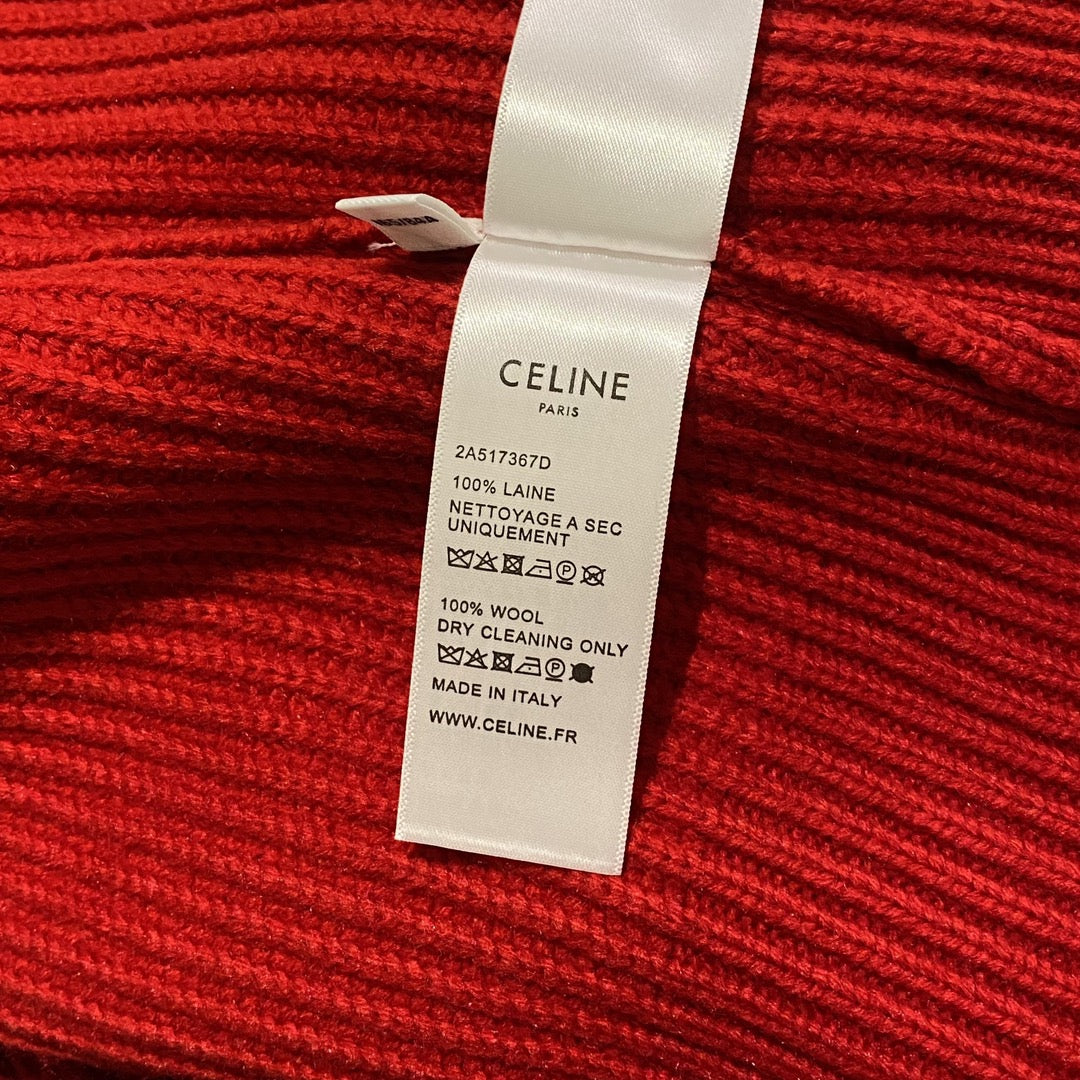 CELINE
PARIS
2A517367D
100% LAINE
NETTOYAGE A SEC
UNIQUEMENT
100% WOOL
DRY CLEANING ONLY
MADE IN ITALY
WWW.CELINE.FR